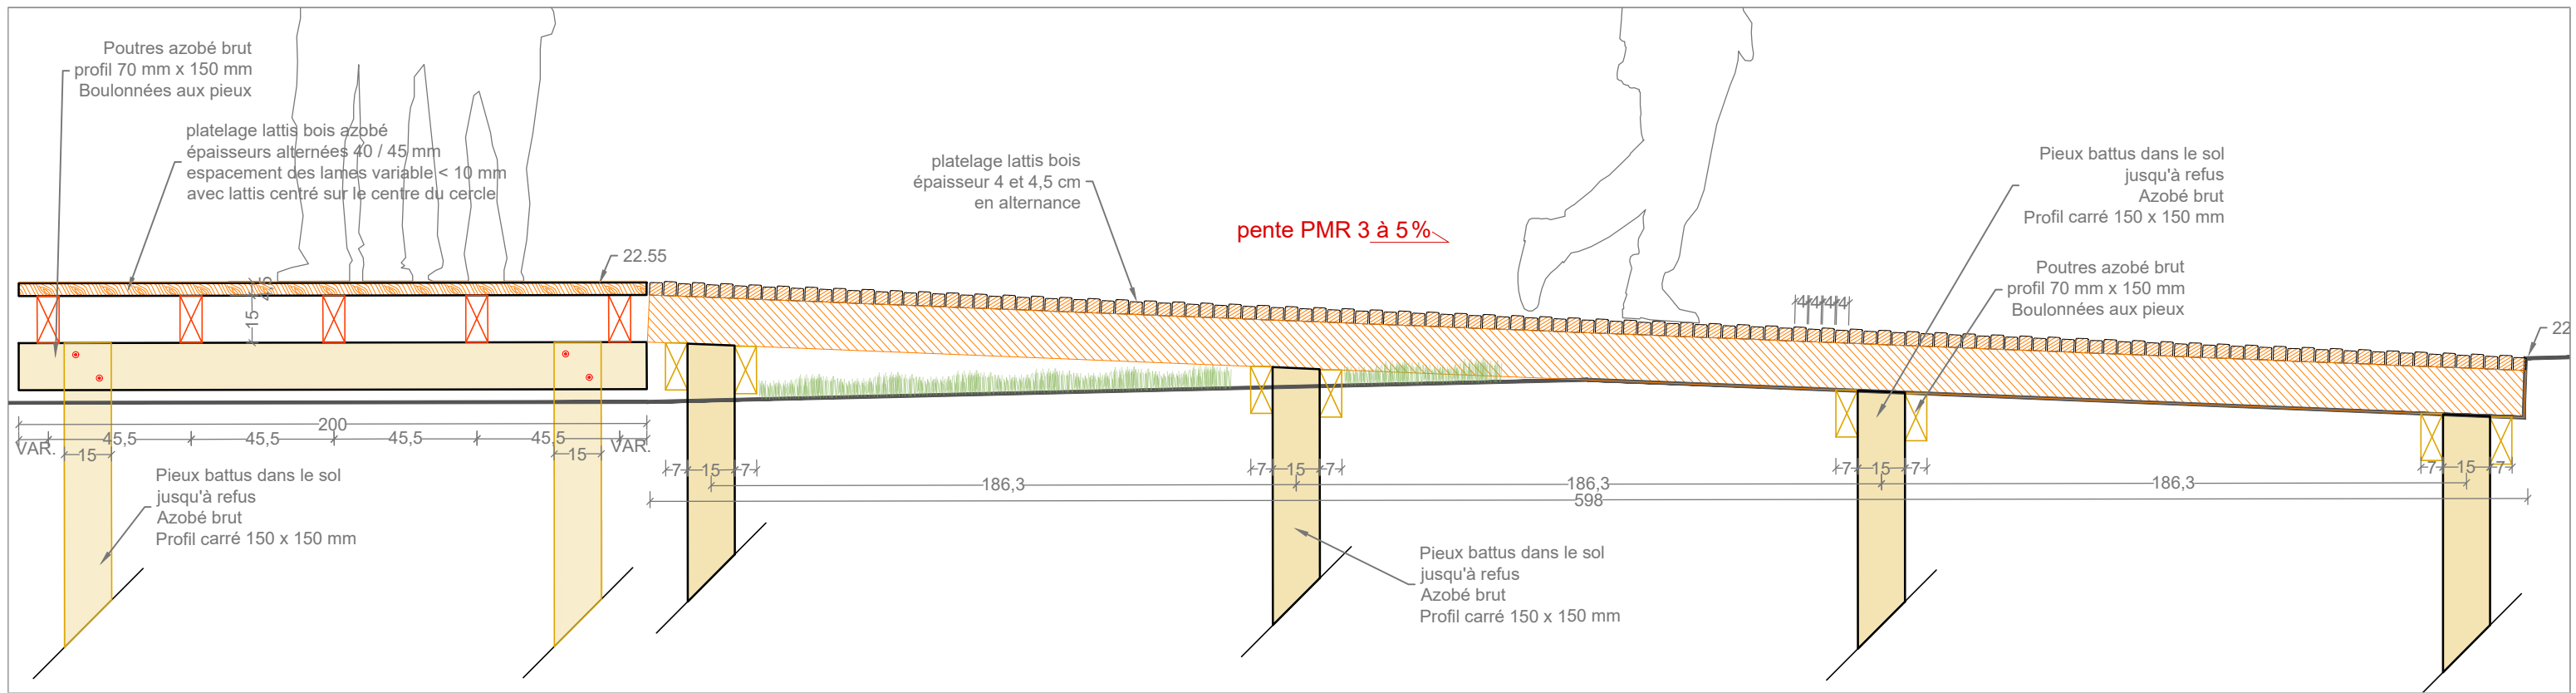 Poutres azobé brut
profil 70 mm x 150 mm
Boulonnées aux pieux
platelage lattis bois azobé
épaisseurs alternées 40 / 45 mm
espacement des lames variable < 10 mm
avec lattis centré sur le centre du cercle
22.55
4,5
15
platelage lattis bois
épaisseur 4 et 4,5 cm
en alternance
pente PMR 3 à 5%
Pieux battus dans le sol
jusqu'à refus
Azobé brut
Profil carré 150 x 150 mm
Poutres azobé brut
profil 70 mm x 150 mm
Boulonnées aux pieux
4 4 4 4
22
200
VAR. 45,5 45,5 45,5 45,5 VAR.
15 15
7 15 7 7 15 7 7 15 7 7 15 7
186,3 186,3 186,3
598
Pieux battus dans le sol
jusqu'à refus
Azobé brut
Profil carré 150 x 150 mm
Pieux battus dans le sol
jusqu'à refus
Azobé brut
Profil carré 150 x 150 mm